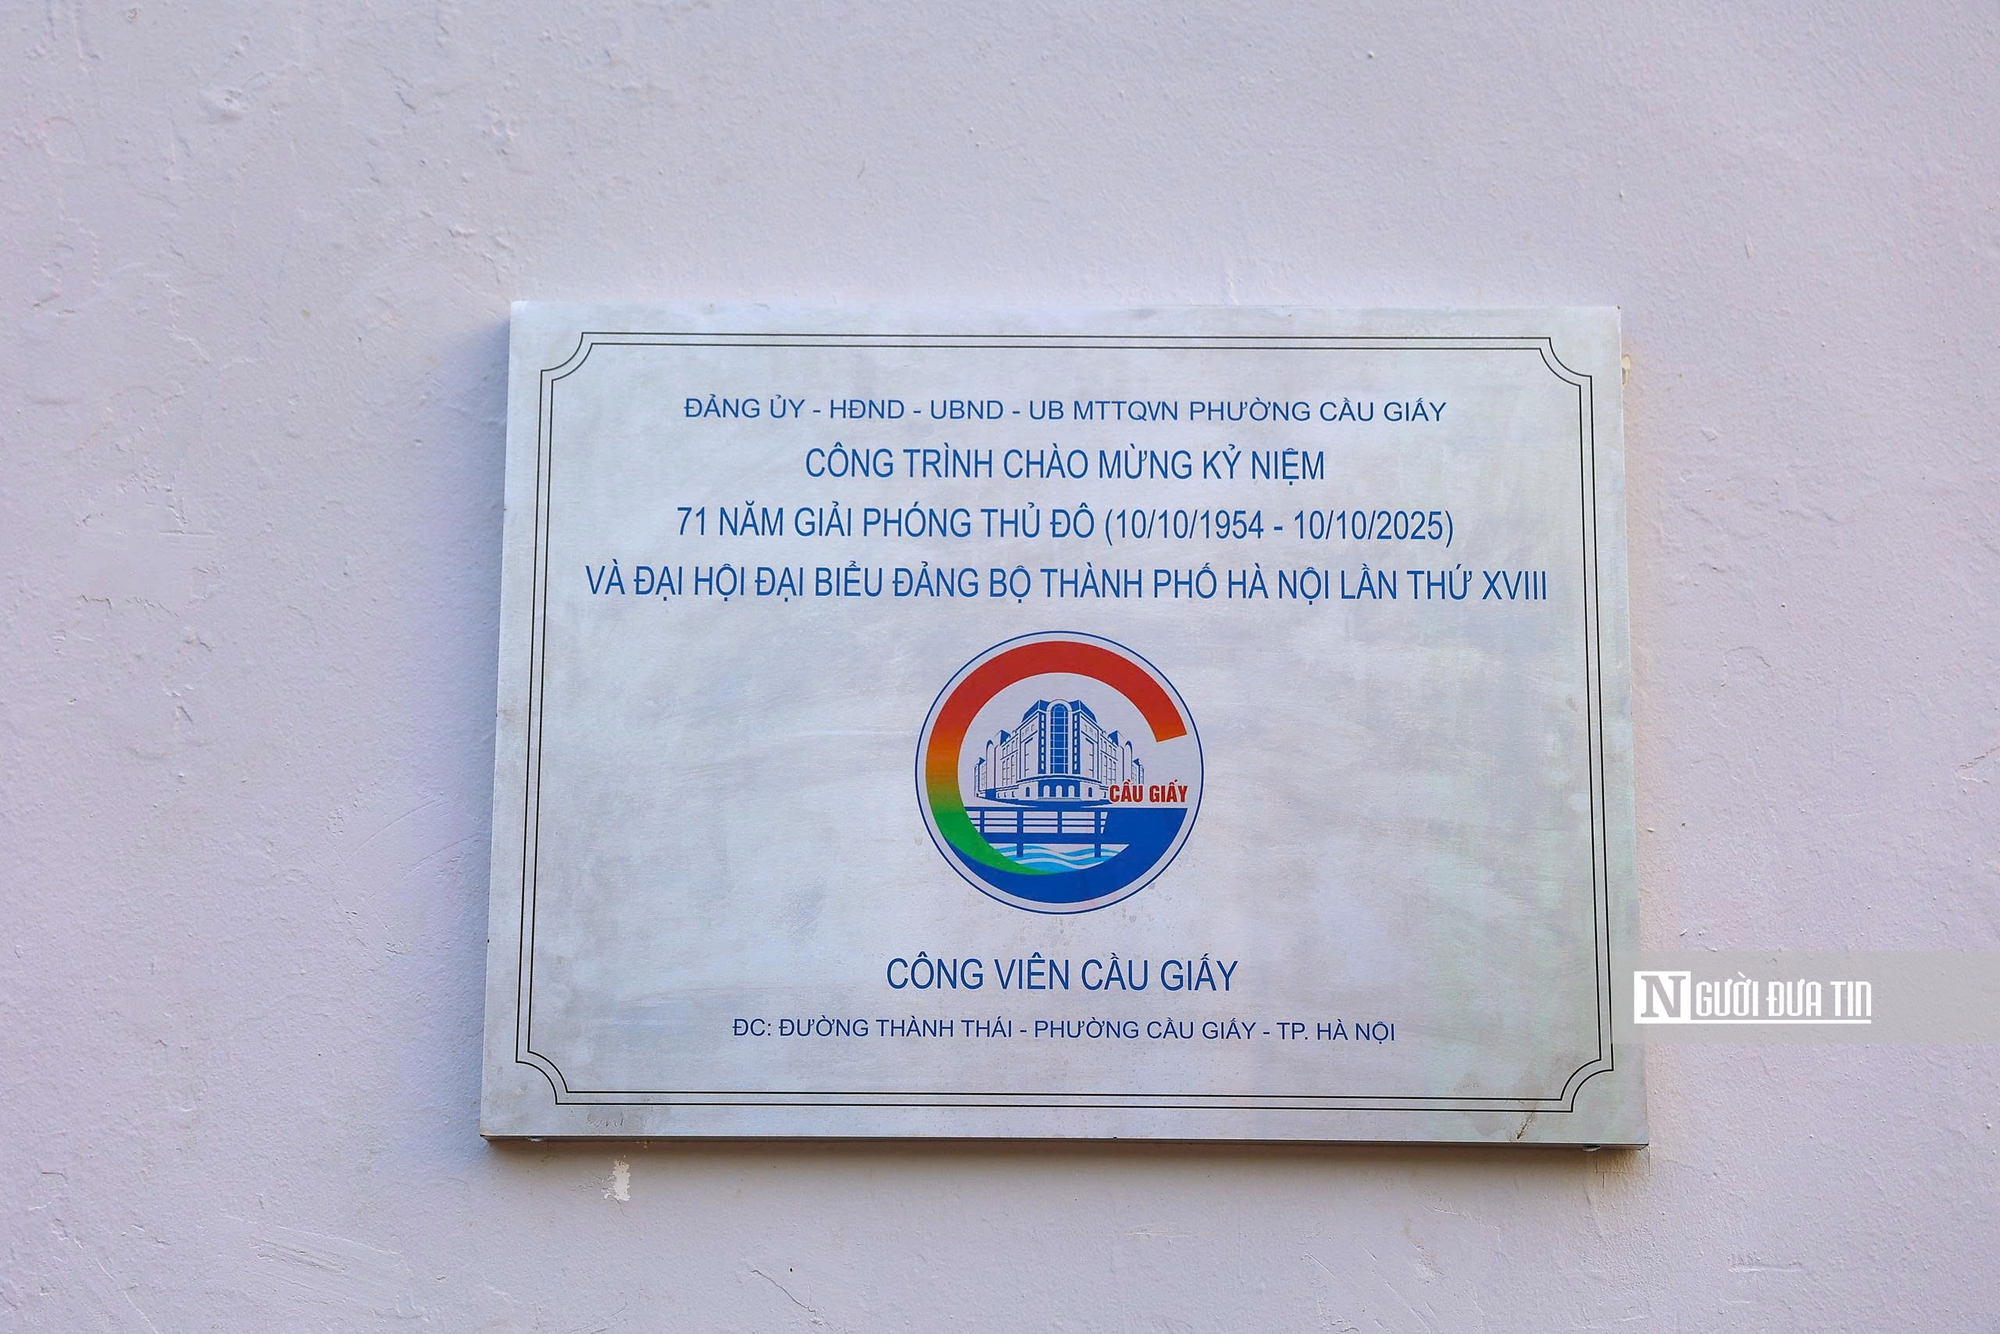 ĐẢNG ỦY - HĐND - UBND - UB MTTQVN PHƯỜNG CẦU GIẤY
CÔNG TRÌNH CHÀO MỪNG KỶ NIỆM
71 NĂM GIẢI PHÓNG THỦ ĐÔ (10/10/1954 - 10/10/2025)
VÀ ĐẠI HỘI ĐẠI BIỂU ĐẢNG BỘ THÀNH PHỐ HÀ NỘI LẦN THỨ XVIII
CẦU GIẤY
CÔNG VIÊN CẦU GIẤY
ĐC: ĐƯỜNG THÀNH THÁI - PHƯỜNG CẦU GIẤY - TP. HÀ NỘI
NGƯỜI ĐƯA TIN